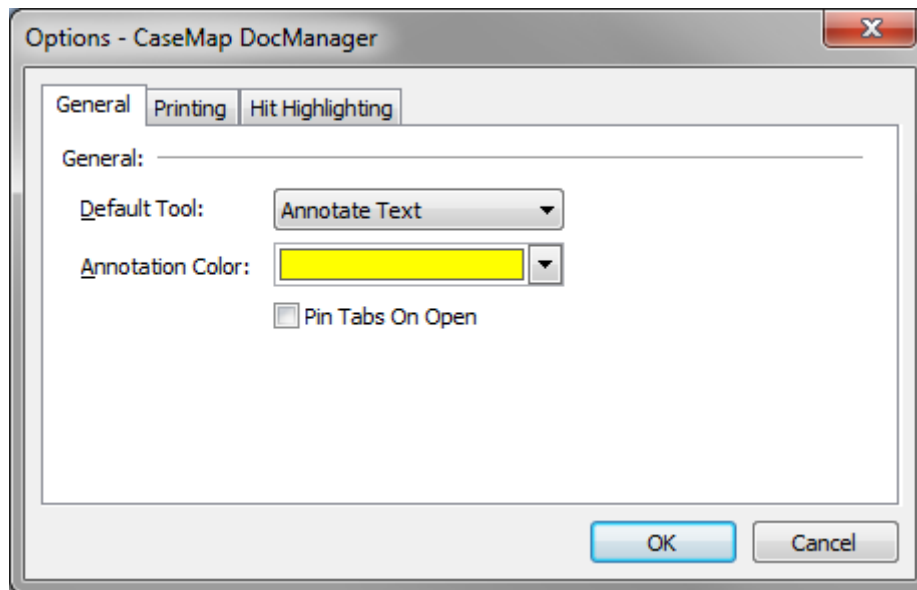 Options - CaseMap DocManager
General Printing Hit Highlighting
General:
Default Tool: Annotate Text
Annotation Color:
Pin Tabs On Open
OK Cancel